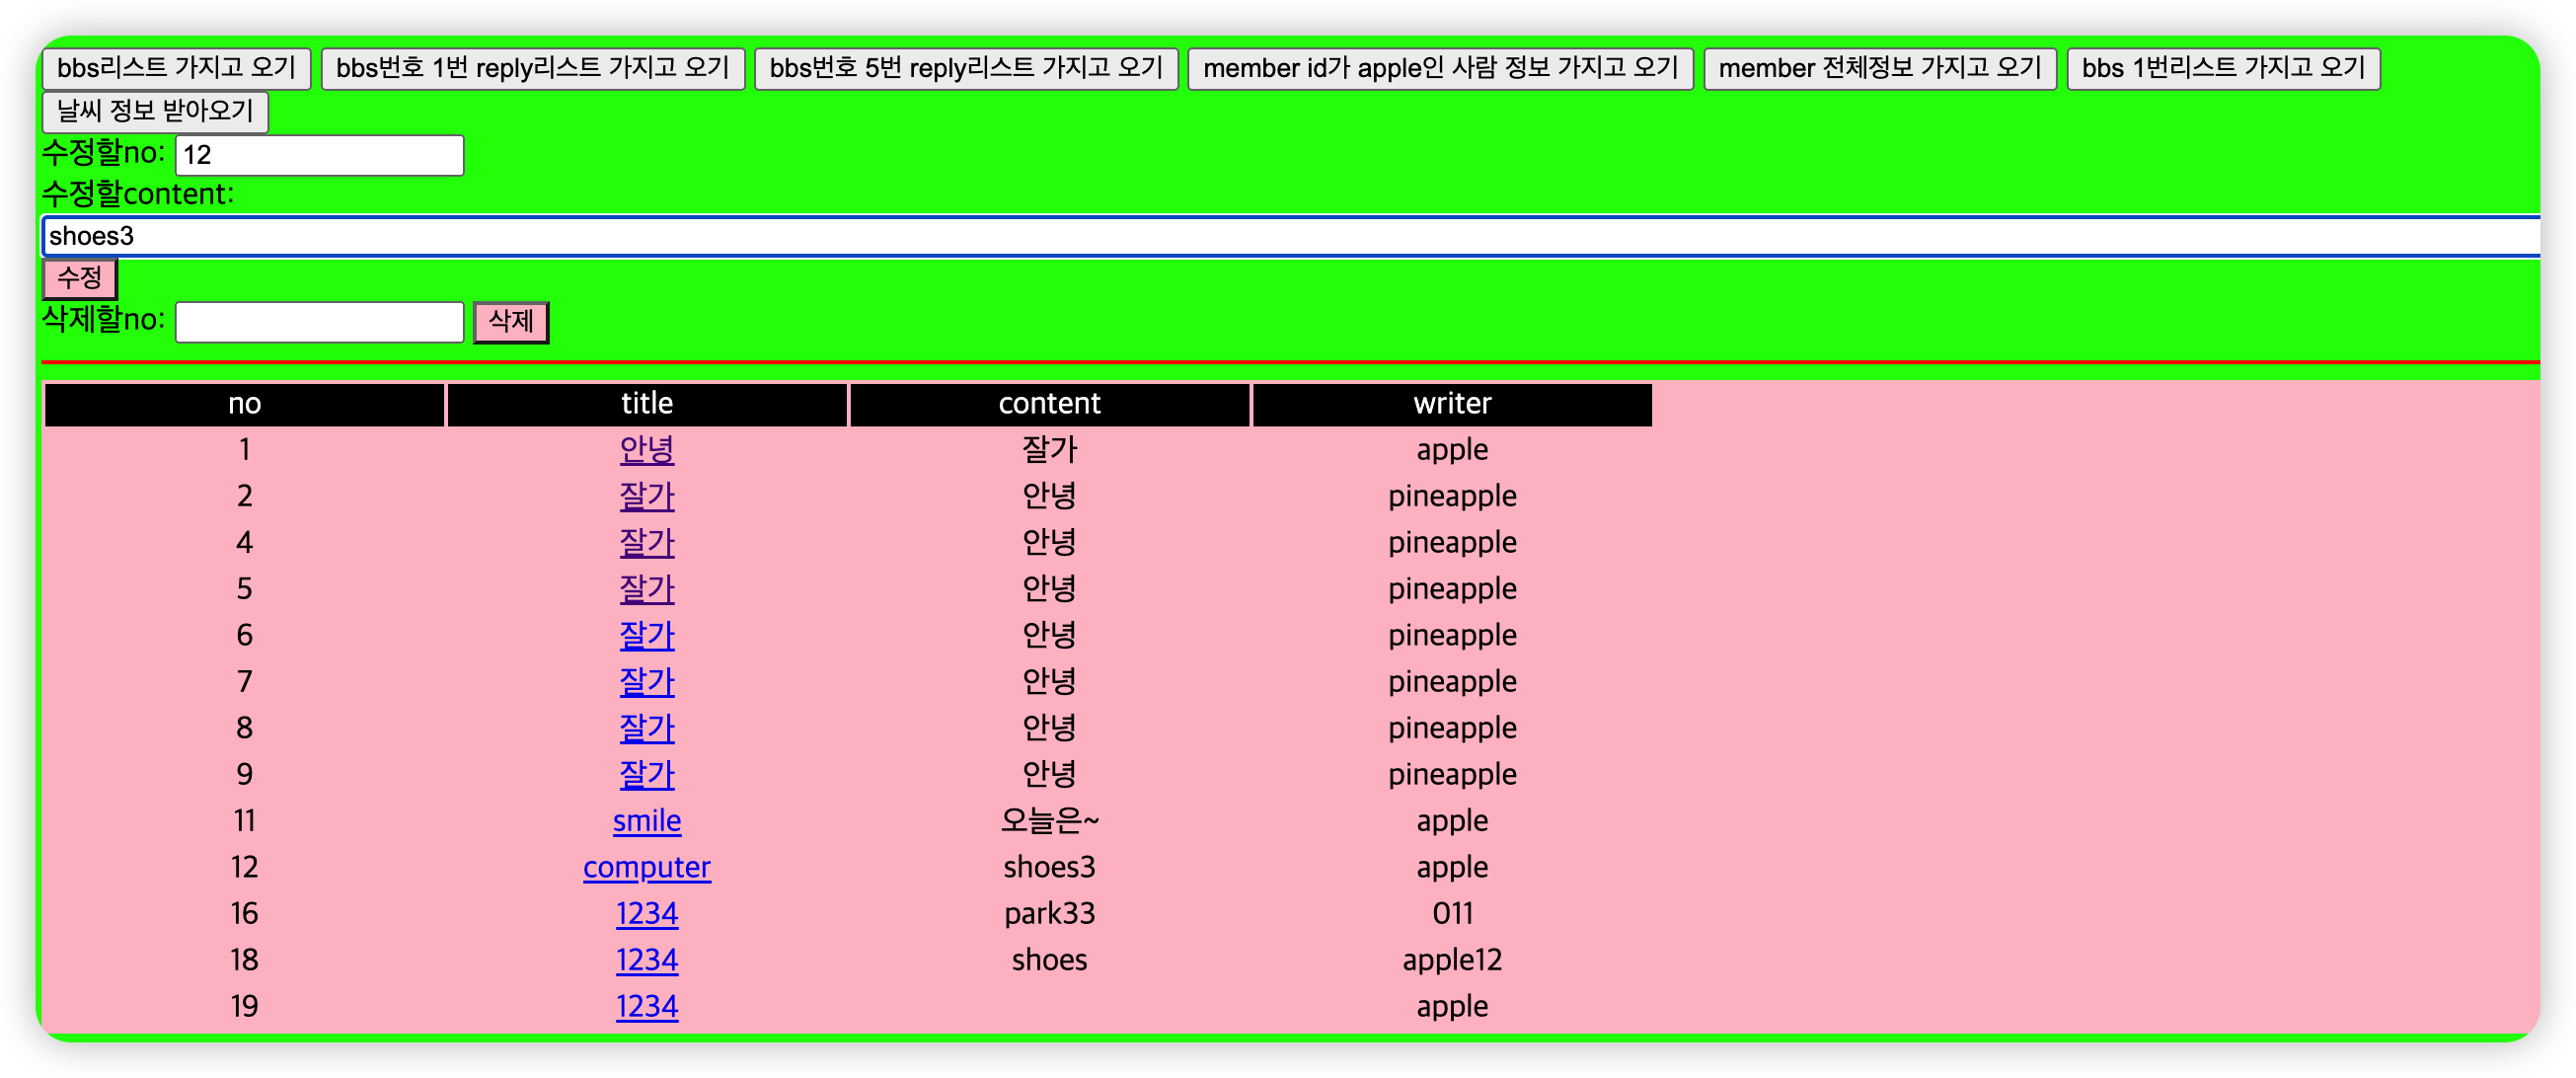 bbs리스트 가지고 오기 bbs번호 1번 reply리스트 가지고 오기 bbs번호 5번 reply리스트 가지고 오기 member id가 apple인 사람 정보 가지고 오기 member 전체정보 가지고 오기 bbs 1번리스트 가지고 오기
날씨 정보 받아오기
수정할no: 12
수정할content:
shoes3
수정
삭제할no: 삭제
no title content writer
1 안녕 잘가 apple
2 잘가 안녕 pineapple
4 잘가 안녕 pineapple
5 잘가 안녕 pineapple
6 잘가 안녕 pineapple
7 잘가 안녕 pineapple
8 잘가 안녕 pineapple
9 잘가 안녕 pineapple
11 smile 오늘은~ apple
12 computer shoes3 apple
16 1234 park33 011
18 1234 shoes apple12
19 1234 apple